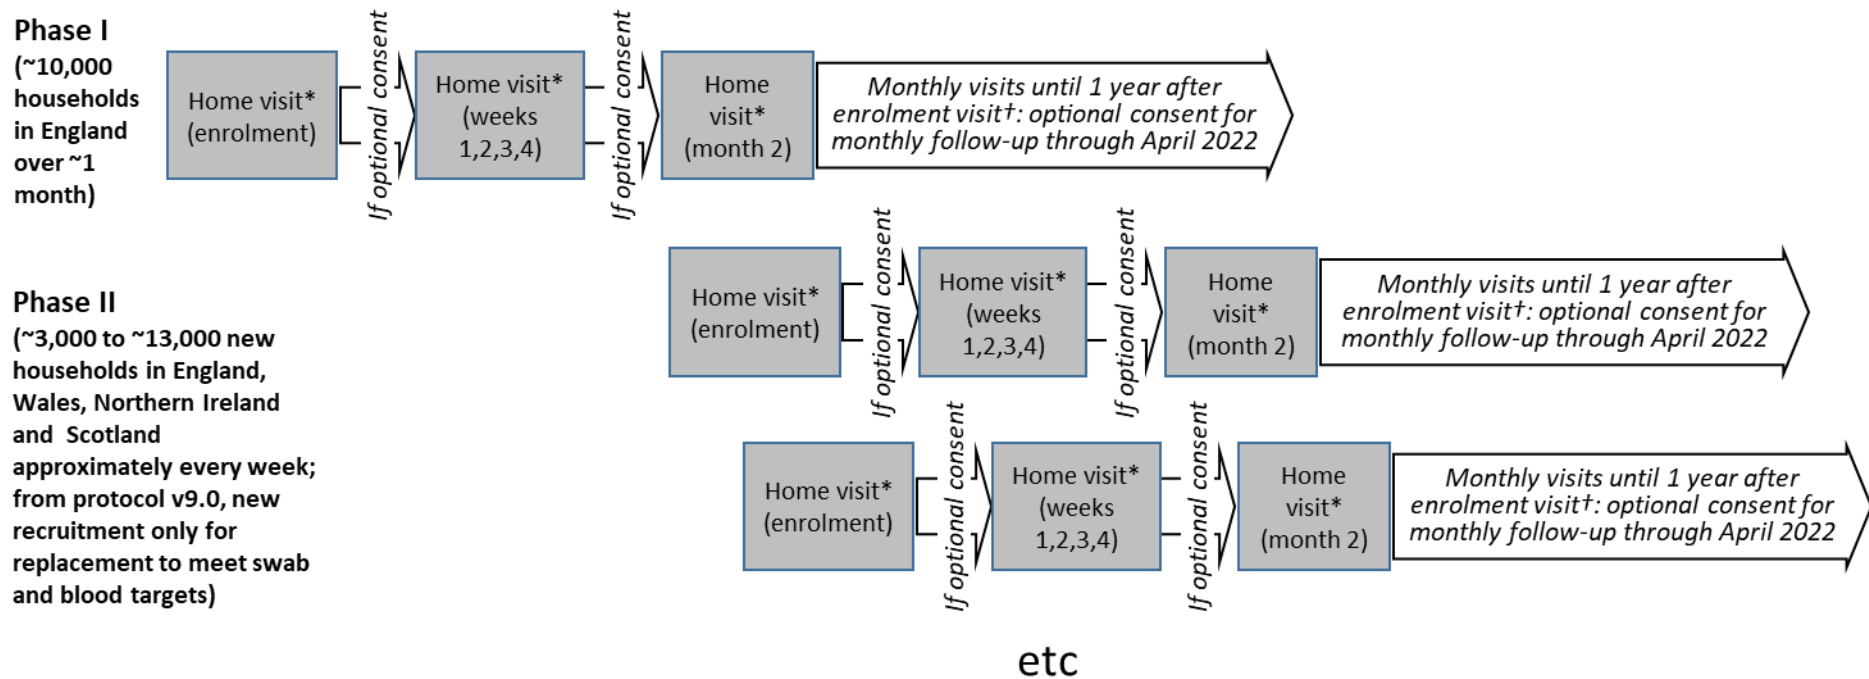 Phase I
(~10,000
households
in England
over ~1
month)
Home visit*
(enrolment)
If optional consent
Home visit*
(weeks
1,2,3,4)
If optional consent
Home
visit*
(month 2)
Monthly visits until 1 year after
enrolment visit†: optional consent for
monthly follow-up through April 2022
Phase II
(~3,000 to ~13,000 new
households in England,
Wales, Northern Ireland
and Scotland
approximately every week;
from protocol v9.0, new
recruitment only for
replacement to meet swab
and blood targets)
Home visit*
(enrolment)
If optional consent
Home visit*
(weeks
1,2,3,4)
If optional consent
Home
visit*
(month 2)
Monthly visits until 1 year after
enrolment visit†: optional consent for
monthly follow-up through April 2022
Home visit*
(enrolment)
If optional consent
Home visit*
(weeks
1,2,3,4)
If optional consent
Home
visit*
(month 2)
Monthly visits until 1 year after
enrolment visit†: optional consent for
monthly follow-up through April 2022
etc